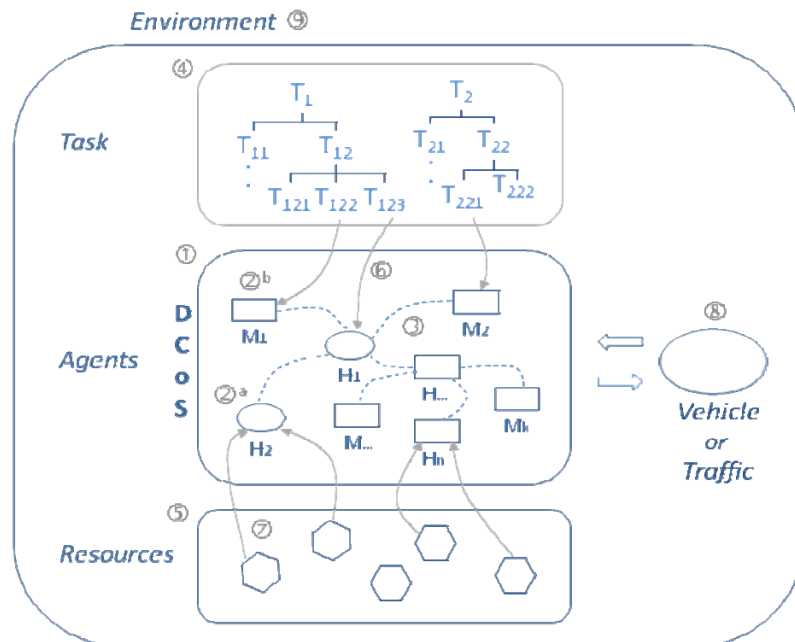 Environment ⑨
④
T1 T2
Task T11 T12 T21 T22
T121 T122 T123 T221 T222
①
②b ⑥
D C o S
M1 ③ M2 ⑧
Agents H1 H...
②a
H2 M... Hn Mk
Vehicle
or
Traffic
⑤ ⑦
Resources